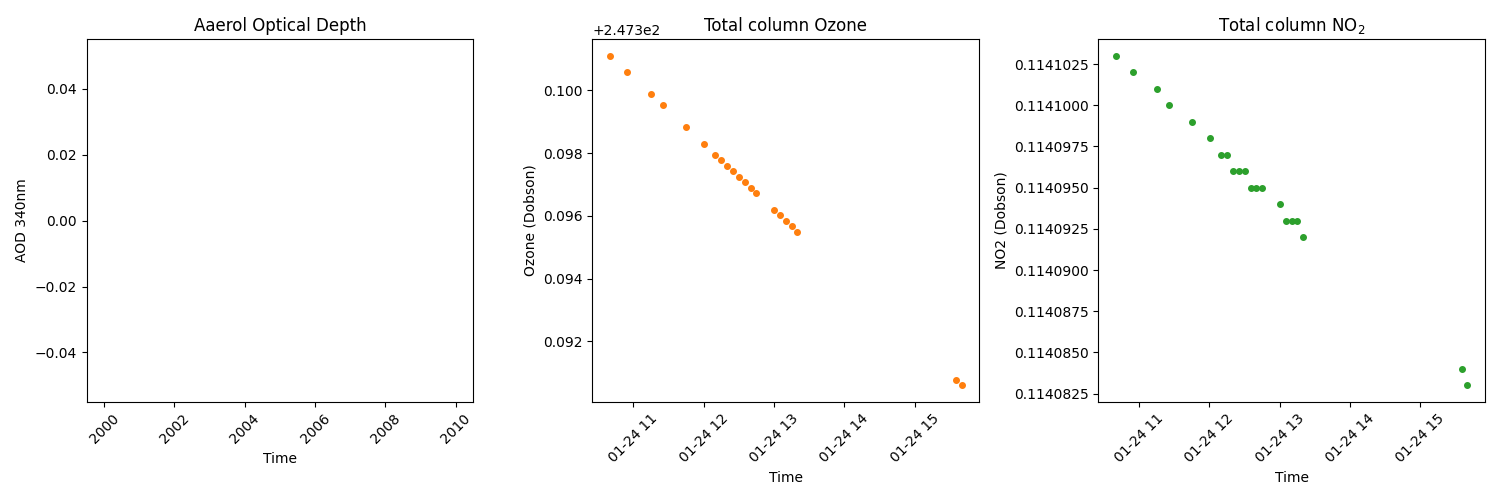 Aaerol Optical Depth
AOD 340nm
0.04
0.02
0.00
−0.02
−0.04
2000 2002 2004 2006 2008 2010
Time
Total column Ozone
+2.473e2
Ozone (Dobson)
0.100
0.098
0.096
0.094
0.092
01-24 11 01-24 12 01-24 13 01-24 14 01-24 15
Time
Total column NO₂
NO2 (Dobson)
0.1141025
0.1141000
0.1140975
0.1140950
0.1140925
0.1140900
0.1140875
0.1140850
0.1140825
01-24 11 01-24 12 01-24 13 01-24 14 01-24 15
Time